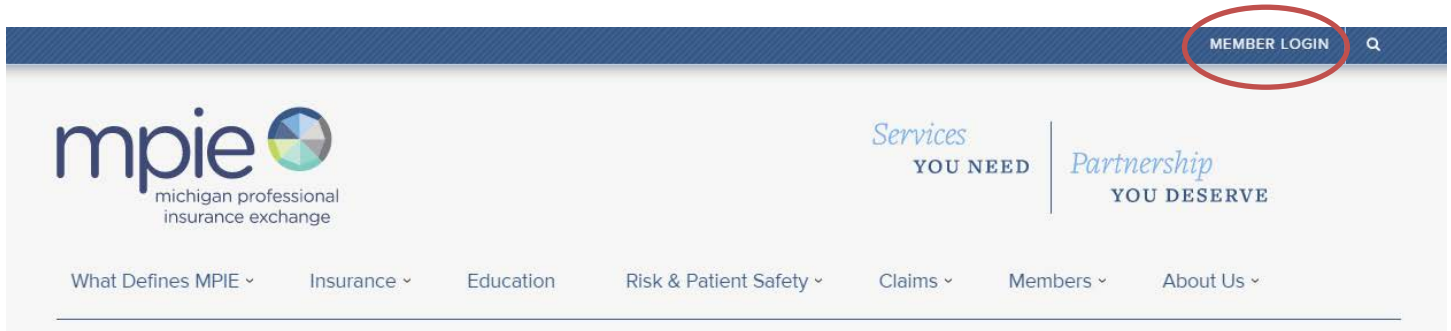 MEMBER LOGIN
mpie
michigan professional
insurance exchange
Services
YOU NEED
Partnership
YOU DESERVE
What Defines MPIE Insurance Education Risk & Patient Safety Claims Members About Us